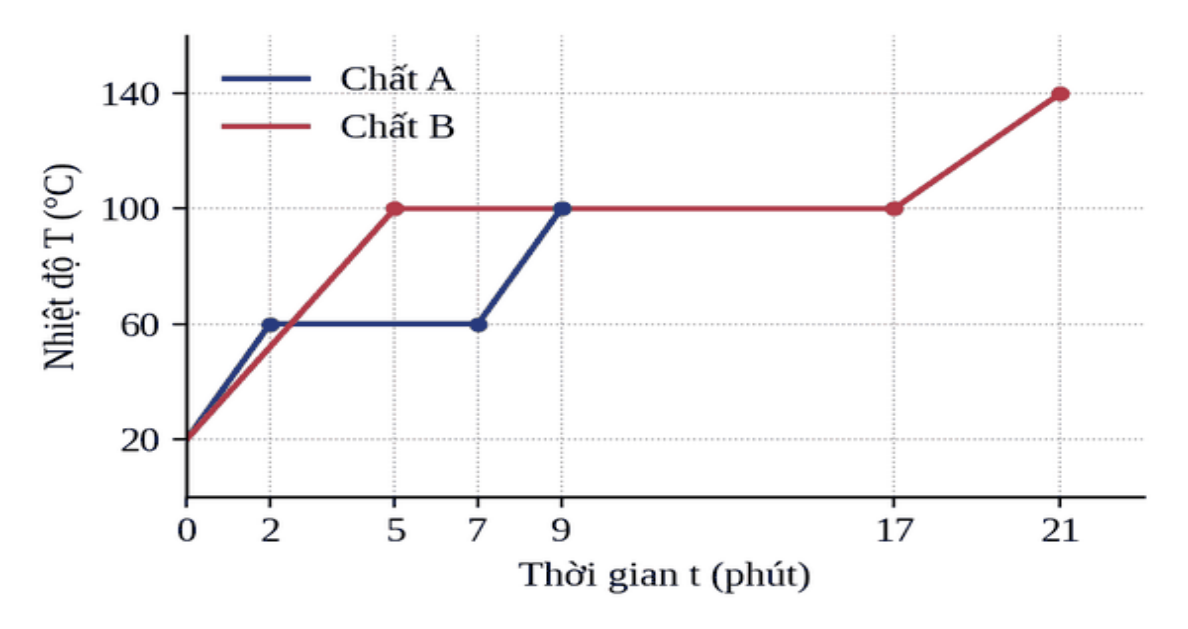 Chất A
Chất B
140
100
60
20
Nhiệt độ T (°C)
0 2 5 7 9 17 21
Thời gian t (phút)